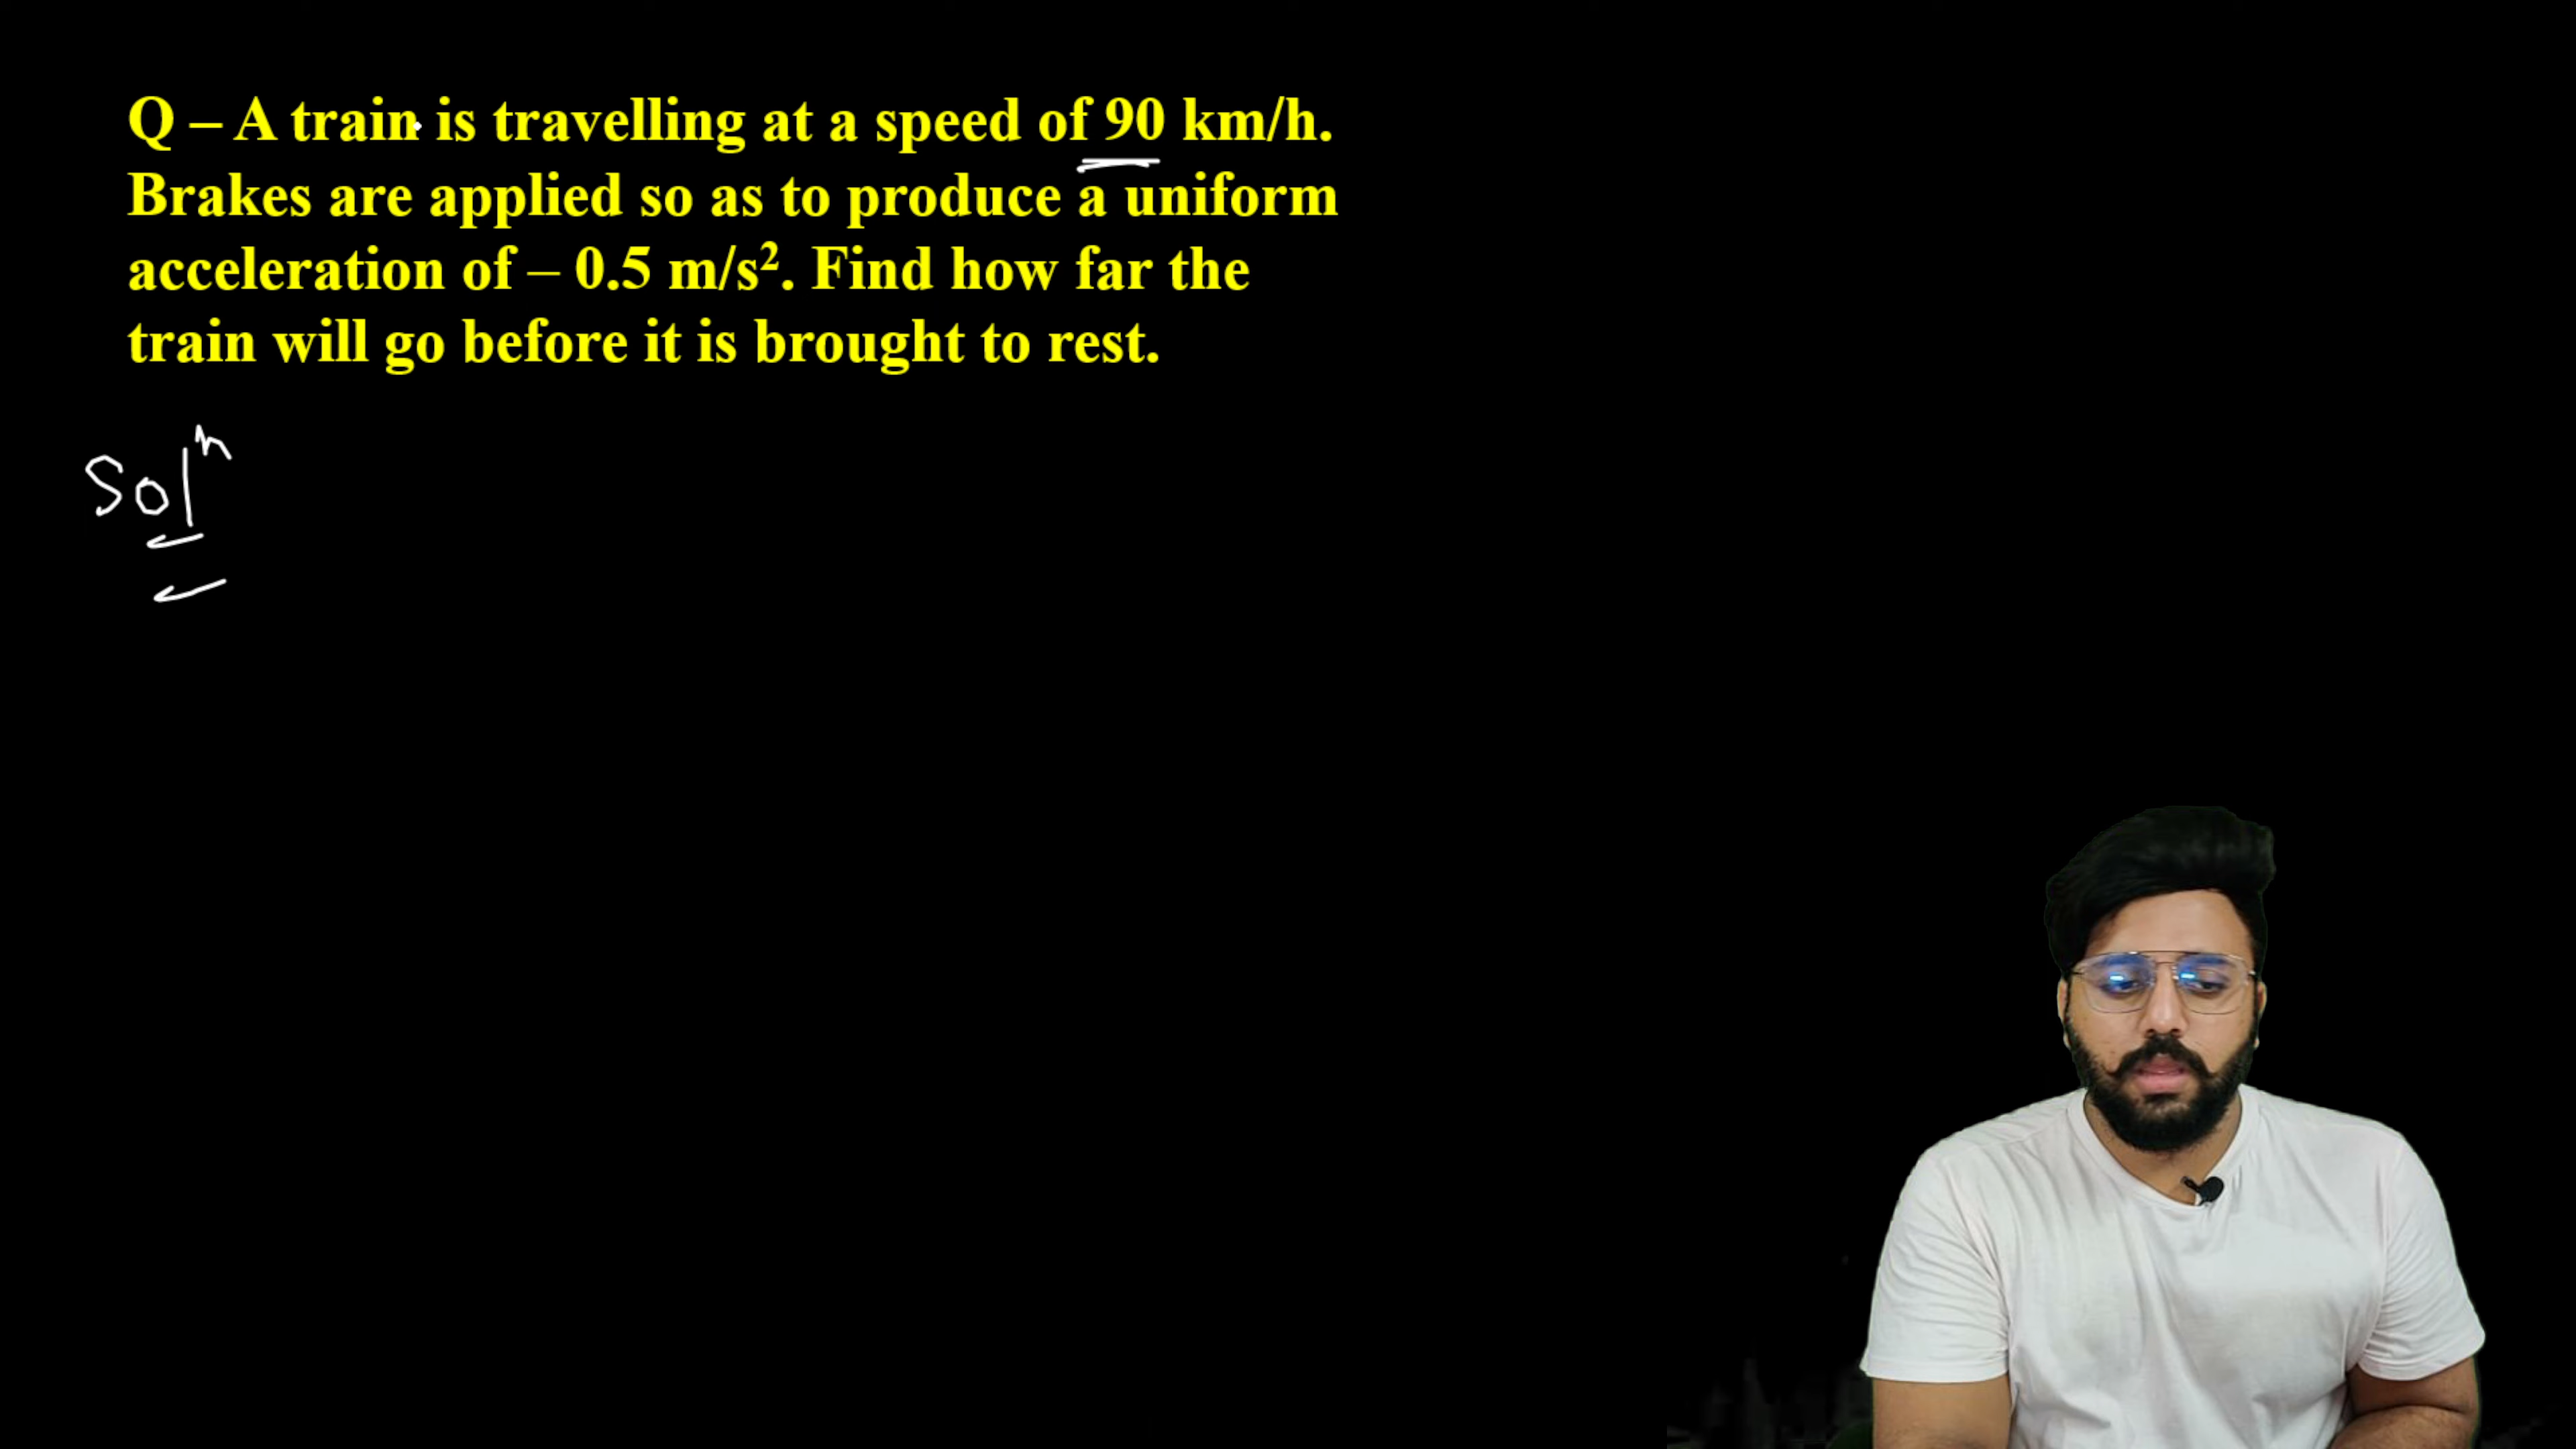 Q – A train is travelling at a speed of 90 km/h.
Brakes are applied so as to produce a uniform
acceleration of – 0.5 m/s². Find how far the
train will go before it is brought to rest.
Solⁿ